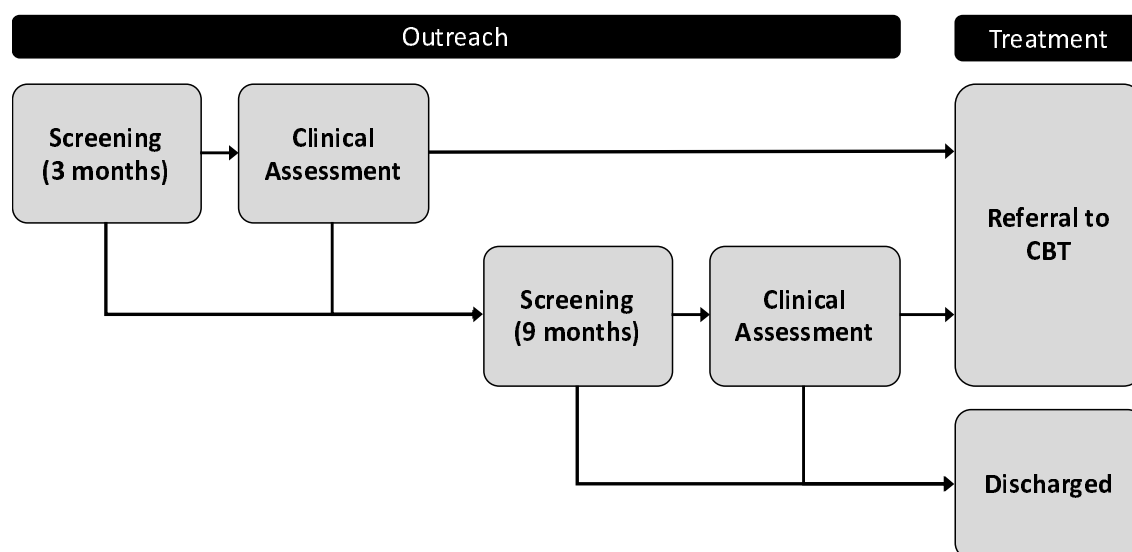 Outreach
Treatment
Screening
(3 months)
Clinical
Assessment
Referral to
CBT
Screening
(9 months)
Clinical
Assessment
Discharged